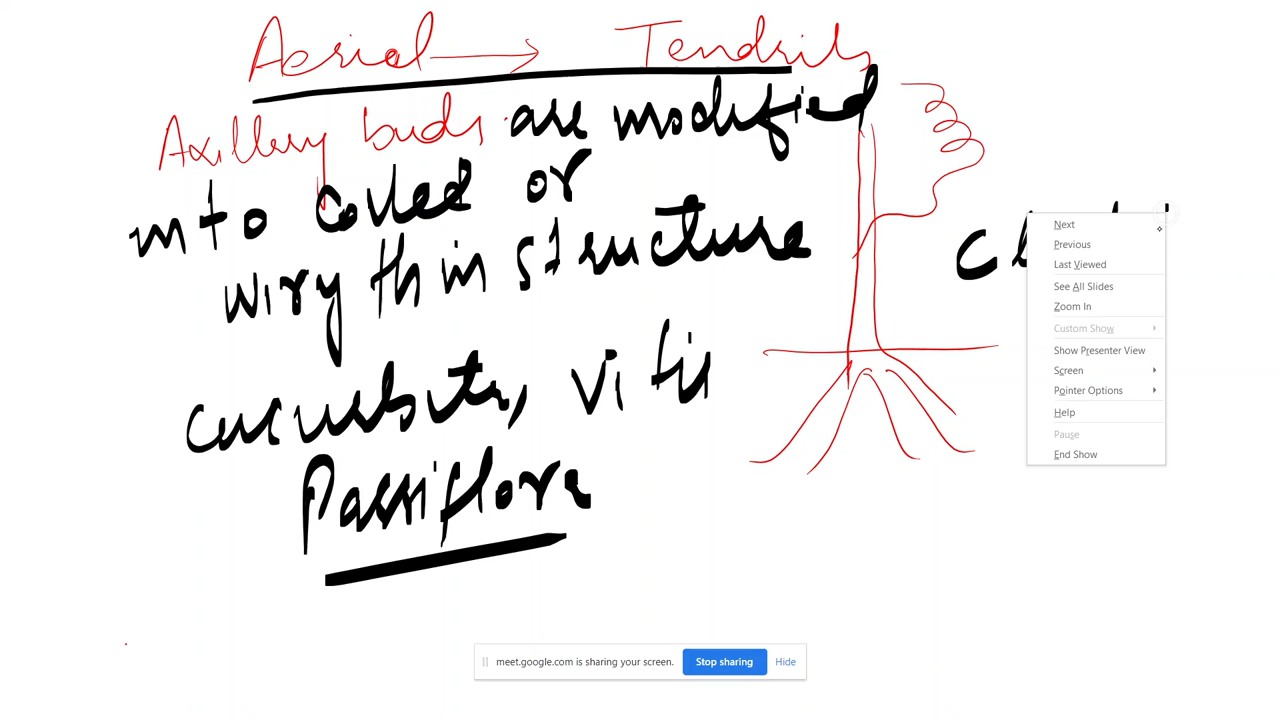 Aerial → Tendrils
Axillery buds are modified
into coiled or
wiry thin structure
cucurbita, vitis
Passiflora
Next
Previous
Last Viewed
See All Slides
Zoom In
Custom Show
Show Presenter View
Screen
Pointer Options
Help
Pause
End Show
meet.google.com is sharing your screen. Stop sharing Hide